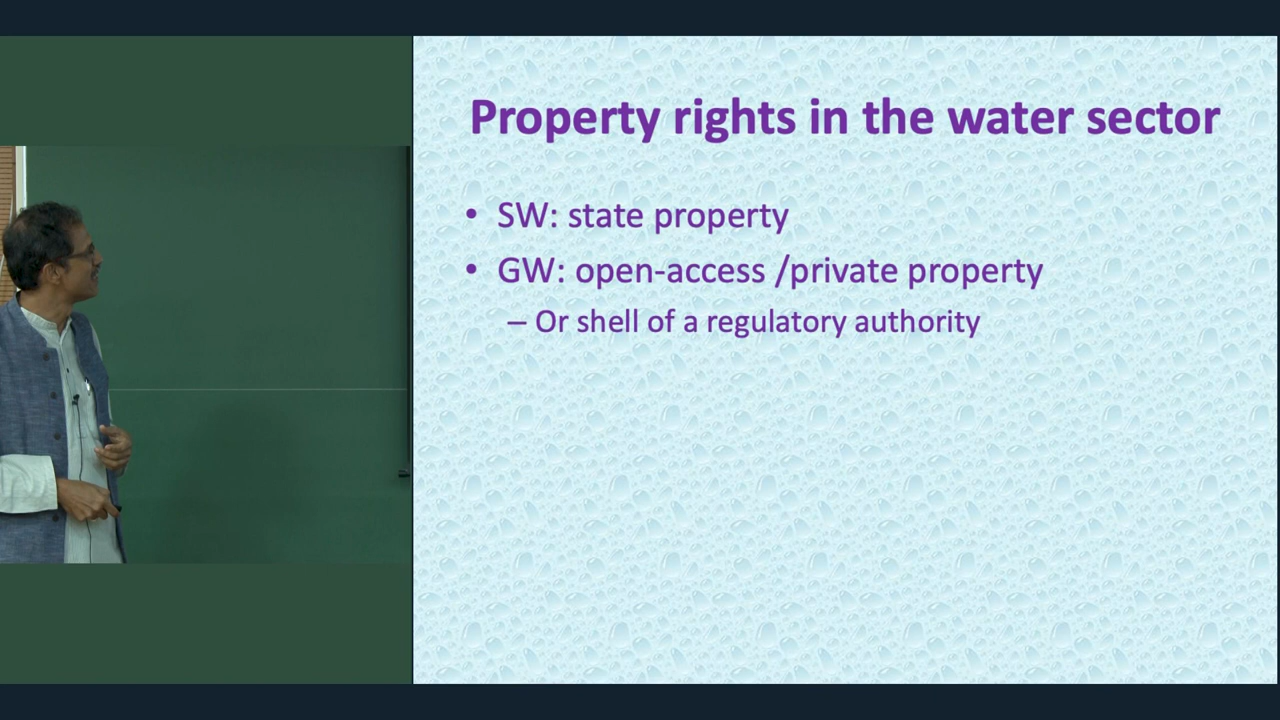 Property rights in the water sector
• SW: state property
• GW: open-access /private property
– Or shell of a regulatory authority